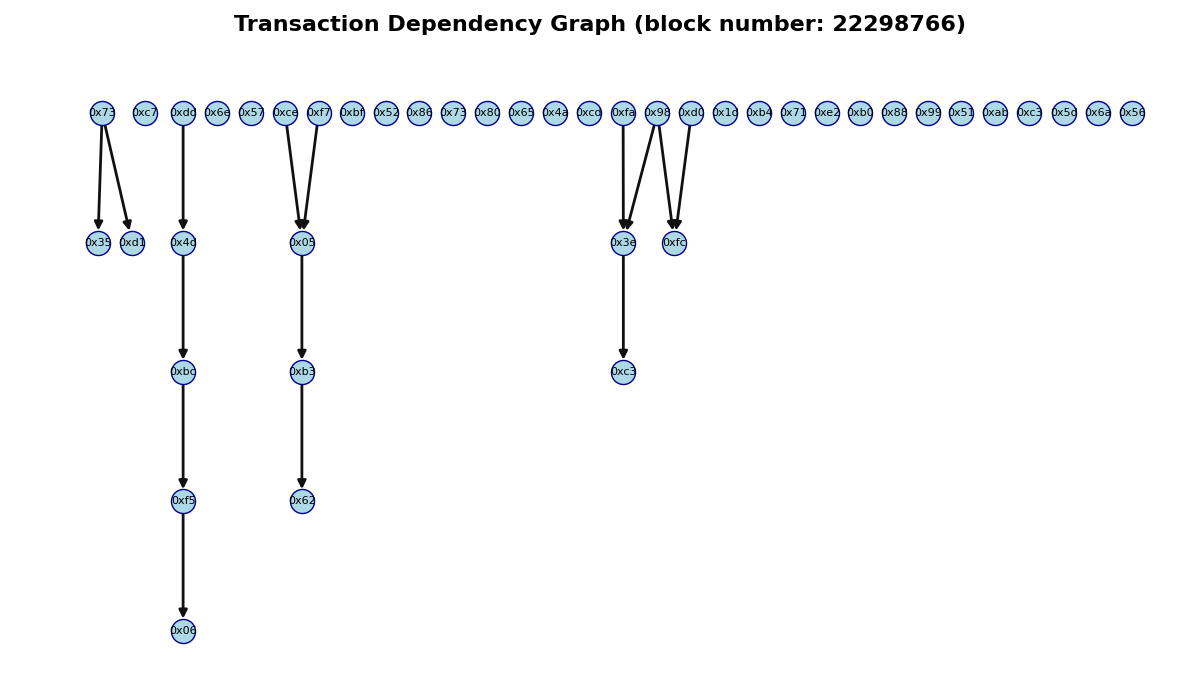 Transaction Dependency Graph (block number: 22298766)
0x73 0xc7 0xdd 0x6e 0x57 0xce 0xf7 0xbf 0x52 0x86 0x73 0x80 0x65 0x4a 0xcd 0xfa 0x98 0xd0 0x1d 0xb4 0x71 0xe2 0xb0 0x88 0x99 0x51 0xab 0xc3 0x5d 0x6a 0x56
0x35 0xd1 0x4d 0x05 0x3e 0xfc
0xbc 0xb3 0xc3
0xf5 0x62
0x06